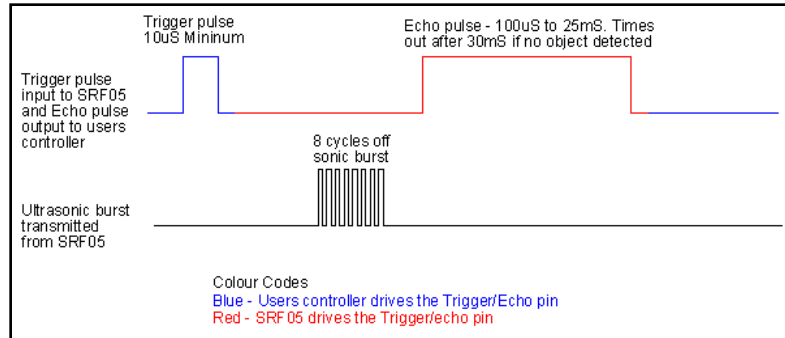 Trigger pulse
10uS Mininum
Echo pulse - 100uS to 25mS. Times
out after 30mS if no object detected
Trigger pulse
input to SRF05
and Echo pulse
output to users
controller
8 cycles off
sonic burst
Ultrasonic burst
transmitted
from SRF05
Colour Codes
Blue - Users controller drives the Trigger/Echo pin
Red - SRF05 drives the Trigger/echo pin